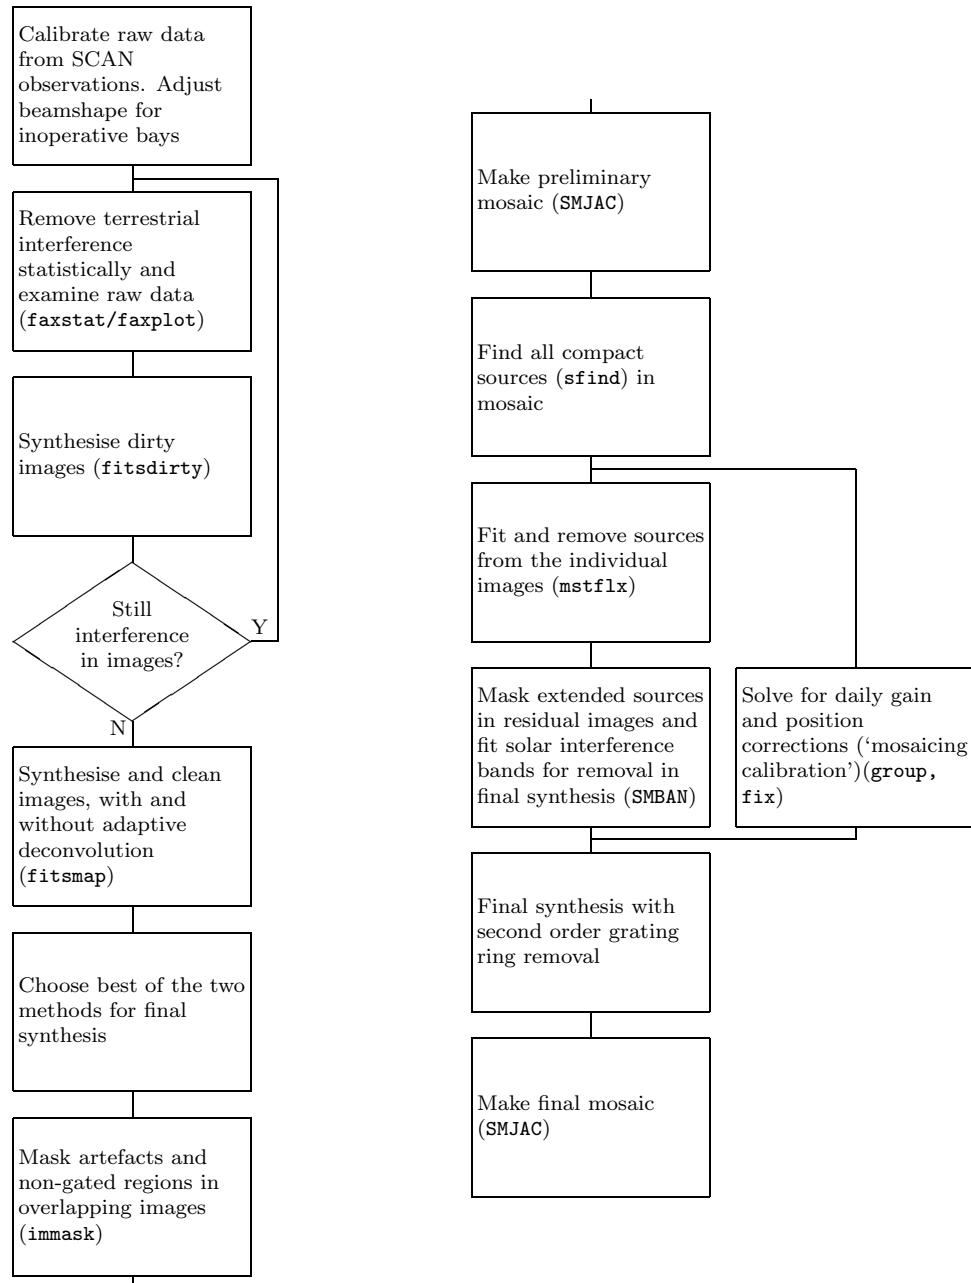 Calibrate raw data
from SCAN
observations. Adjust
beamshape for
inoperative bays
Remove terrestrial
interference
statistically and
examine raw data
(faxstat/faxplot)
Synthesise dirty
images (fitsdirty)
Still
interference
in images?
Y
N
Synthesise and clean
images, with and
without adaptive
deconvolution
(fitsmap)
Choose best of the two
methods for final
synthesis
Mask artefacts and
non-gated regions in
overlapping images
(immask)
Make preliminary
mosaic (SMJAC)
Find all compact
sources (sfind) in
mosaic
Fit and remove sources
from the individual
images (mstflx)
Mask extended sources
in residual images and
fit solar interference
bands for removal in
final synthesis (SMBAN)
Solve for daily gain
and position
corrections (‘mosaicing
calibration’)(group,
fix)
Final synthesis with
second order grating
ring removal
Make final mosaic
(SMJAC)